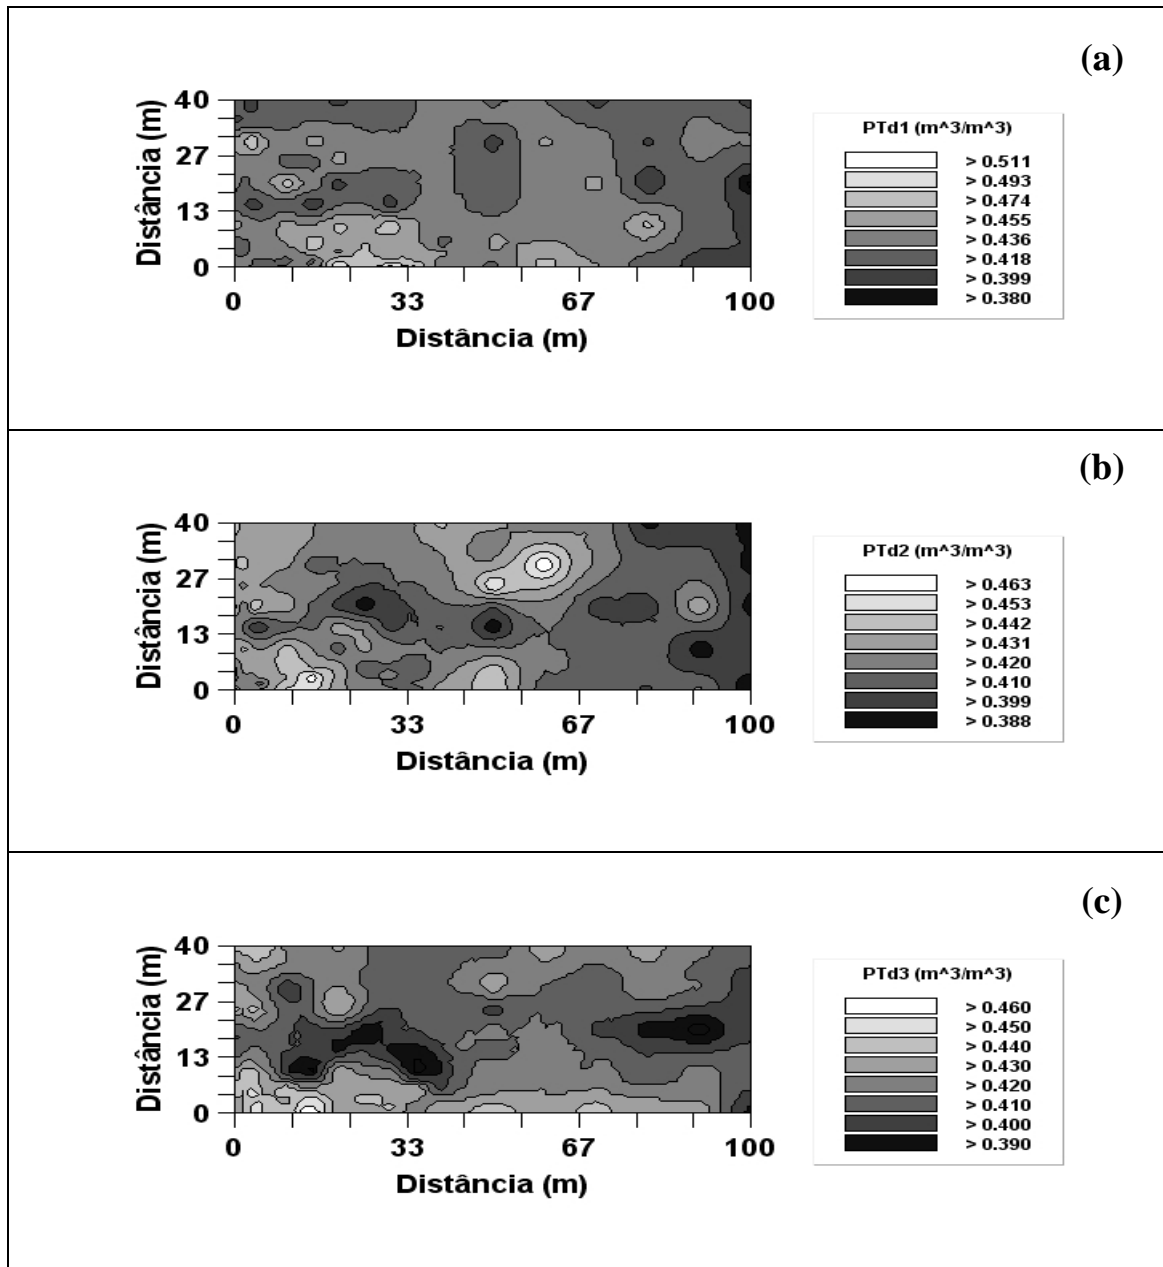 (a)
Distância (m)
40
27
13
0
0 33 67 100
Distância (m)
PTd1 (m^3/m^3)
> 0.511
> 0.493
> 0.474
> 0.455
> 0.436
> 0.418
> 0.399
> 0.380
(b)
Distância (m)
40
27
13
0
0 33 67 100
Distância (m)
PTd2 (m^3/m^3)
> 0.463
> 0.453
> 0.442
> 0.431
> 0.420
> 0.410
> 0.399
> 0.388
(c)
Distância (m)
40
27
13
0
0 33 67 100
Distância (m)
PTd3 (m^3/m^3)
> 0.460
> 0.450
> 0.440
> 0.430
> 0.420
> 0.410
> 0.400
> 0.390